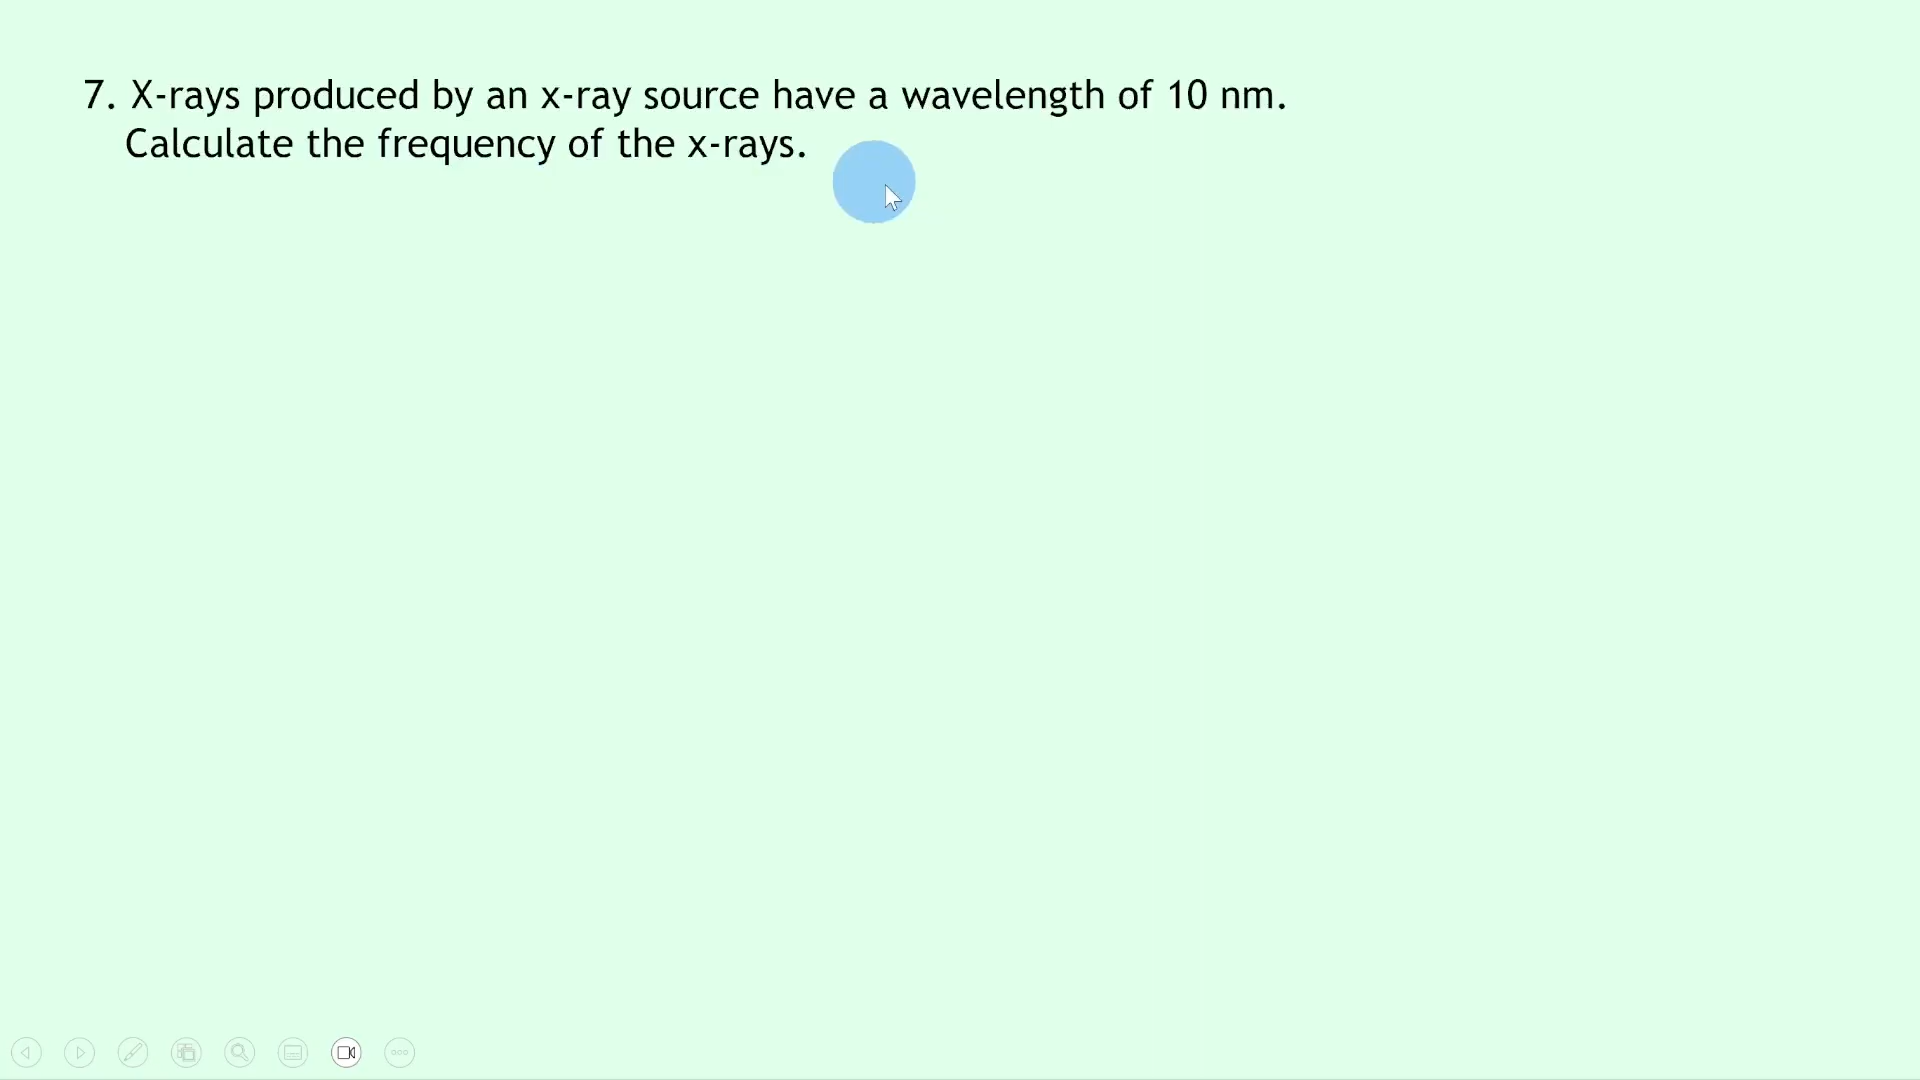 7. X-rays produced by an x-ray source have a wavelength of 10 nm.
Calculate the frequency of the x-rays.